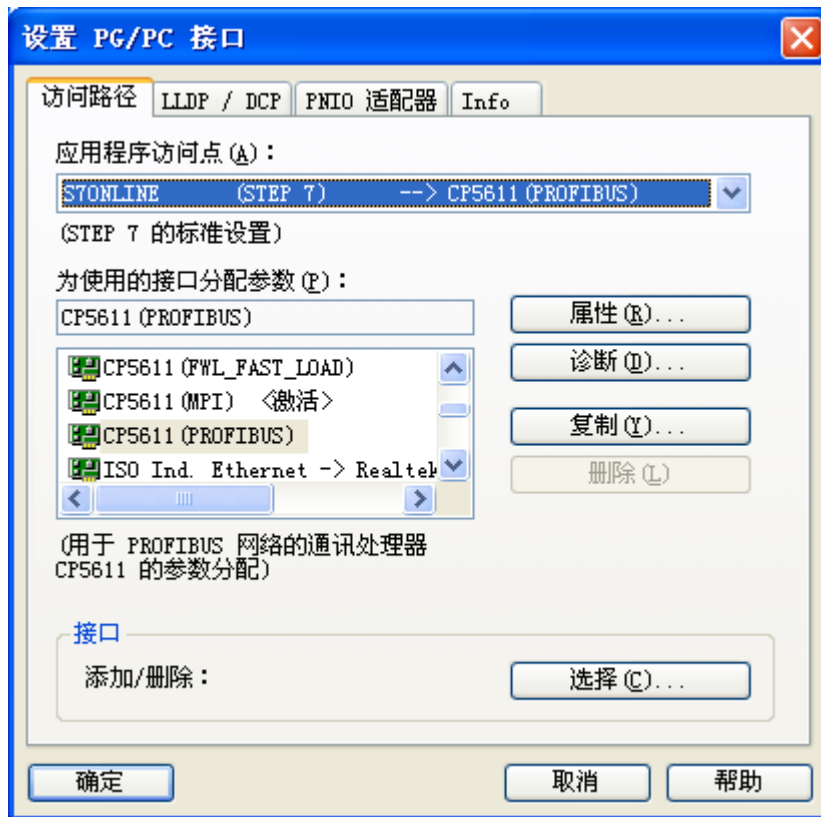 设置 PG/PC 接口
访问路径 LLDP / DCP PNIO 适配器 Info
应用程序访问点(A):
S7ONLINE (STEP 7) --> CP5611(PROFIBUS)
(STEP 7 的标准设置)
为使用的接口分配参数(P):
CP5611(PROFIBUS)
属性(R)...
CP5611(FWL_FAST_LOAD)
诊断(D)...
CP5611(MPI) <激活>
复制(Y)...
CP5611(PROFIBUS)
ISO Ind. Ethernet -> Realtek
删除(L)
(用于 PROFIBUS 网络的通讯处理器
CP5611 的参数分配)
接口
添加/删除:
选择(C)...
确定 取消 帮助